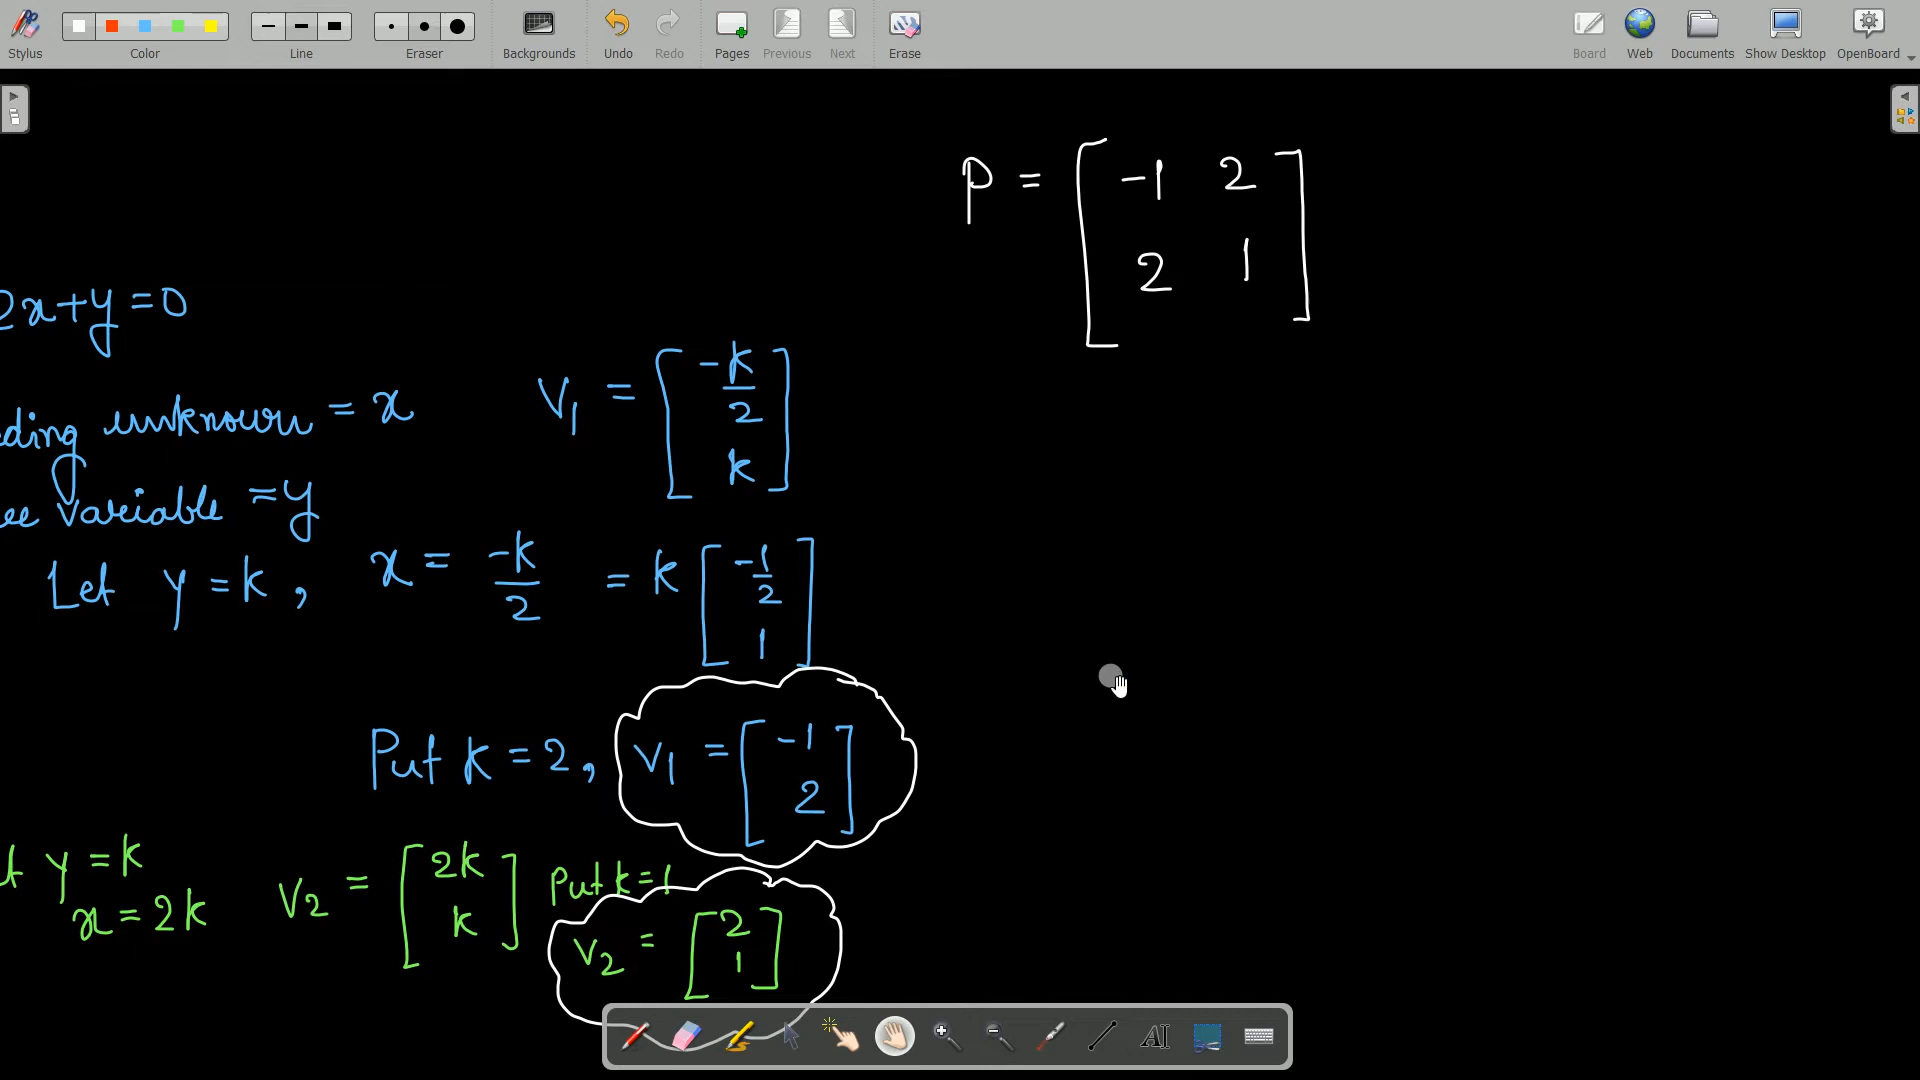 Stylus Color Line Eraser Backgrounds Undo Redo Pages Previous Next Erase Board Web Documents Show Desktop OpenBoard
P = [ -1 2
2 1 ]
2x+y=0
ding unknown = x
ee variable = y
Let y = k , x = -k/2
V1 = [ -k/2
k ]
= k [ -1/2
1 ]
Put k = 2, V1 = [ -1
2 ]
t y = k
x = 2k
V2 = [ 2k
k ]
Put k = 1
V2 = [ 2
1 ]
AI